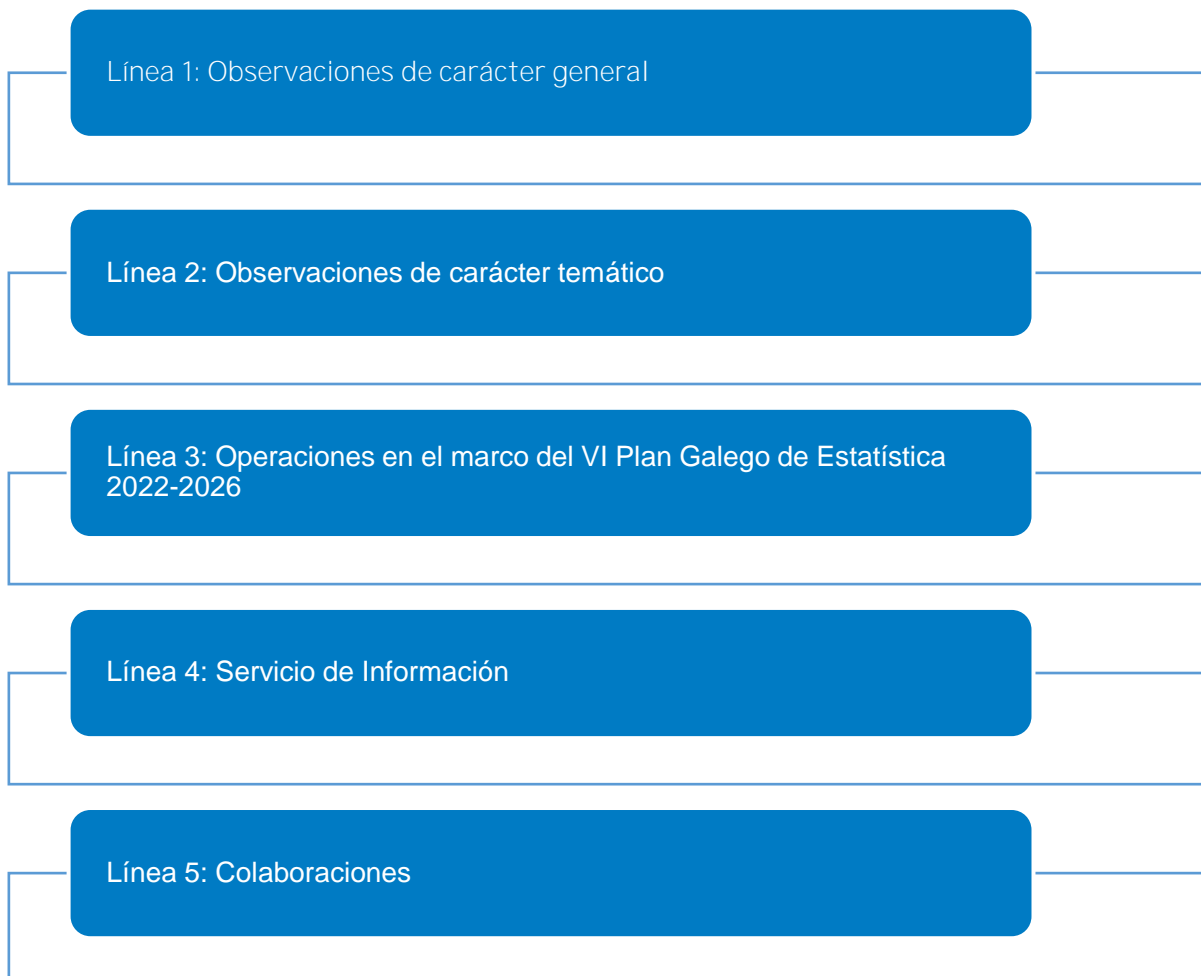 Línea 1: Observaciones de carácter general
Línea 2: Observaciones de carácter temático
Línea 3: Operaciones en el marco del VI Plan Galego de Estatística
2022-2026
Línea 4: Servicio de Información
Línea 5: Colaboraciones